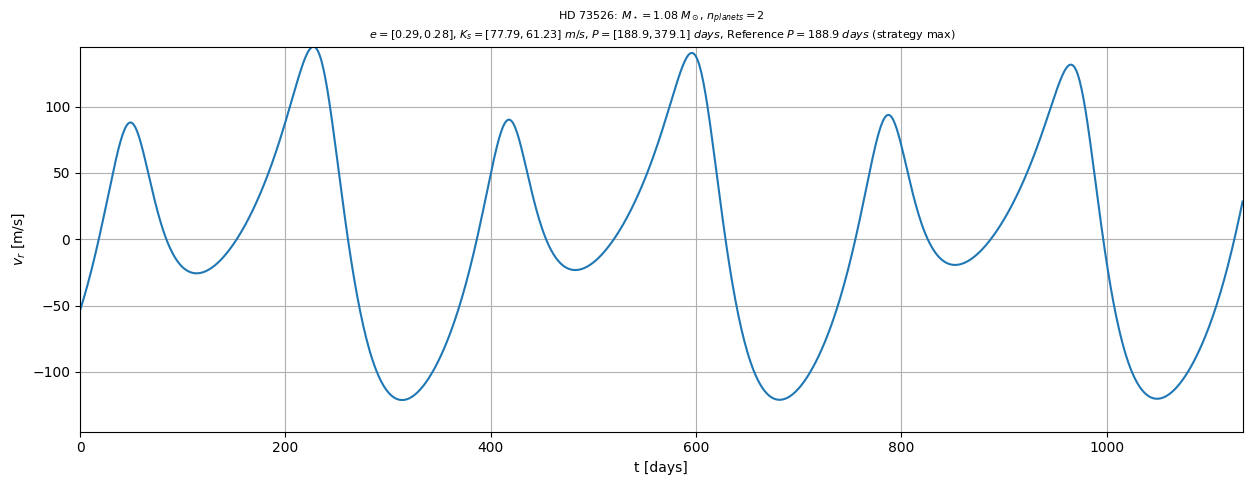 HD 73526: $M_\star = 1.08\ M_\odot$, $n_{planets} = 2$
$e = [0.29, 0.28]$, $K_s = [77.79, 61.23]\ m/s$, $P = [188.9, 379.1]\ days$, Reference $P = 188.9\ days$ (strategy max)
100
50
0
−50
−100
$v_r$ [m/s]
0 200 400 600 800 1000
t [days]